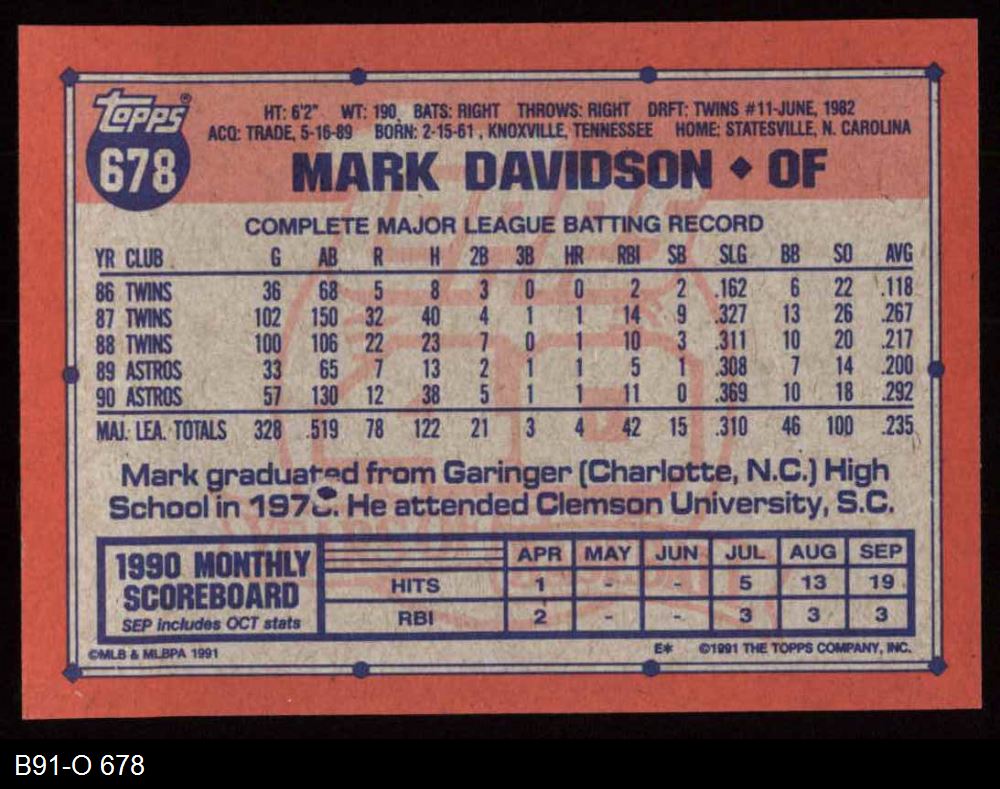 Topps®
678
HT: 6'2" WT: 190 BATS: RIGHT THROWS: RIGHT DRFT: TWINS #11-JUNE, 1982
ACQ: TRADE, 5-16-89 BORN: 2-15-61, KNOXVILLE, TENNESSEE HOME: STATESVILLE, N. CAROLINA
MARK DAVIDSON ◆ OF
COMPLETE MAJOR LEAGUE BATTING RECORD
YR CLUB G AB R H 2B 3B HR RBI SB SLG BB SO AVG
86 TWINS 36 68 5 8 3 0 0 2 2 .162 6 22 .118
87 TWINS 102 150 32 40 4 1 1 14 9 .327 13 26 .267
88 TWINS 100 106 22 23 7 0 1 10 3 .311 10 20 .217
89 ASTROS 33 65 7 13 2 1 1 5 1 .308 7 14 .200
90 ASTROS 57 130 12 38 5 1 1 11 0 .369 10 18 .292
MAJ. LEA. TOTALS 328 519 78 122 21 3 4 42 15 .310 46 100 .235
Mark graduated from Garinger (Charlotte, N.C.) High
School in . He attended Clemson University, S.C.
1990 MONTHLY
SCOREBOARD
SEP includes OCT stats
APR MAY JUN JUL AUG SEP
HITS 1 - - 5 13 19
RBI 2 - - 3 3 3
©MLB & MLBPA 1991 E* ©1991 THE TOPPS COMPANY, INC.
B91-O 678